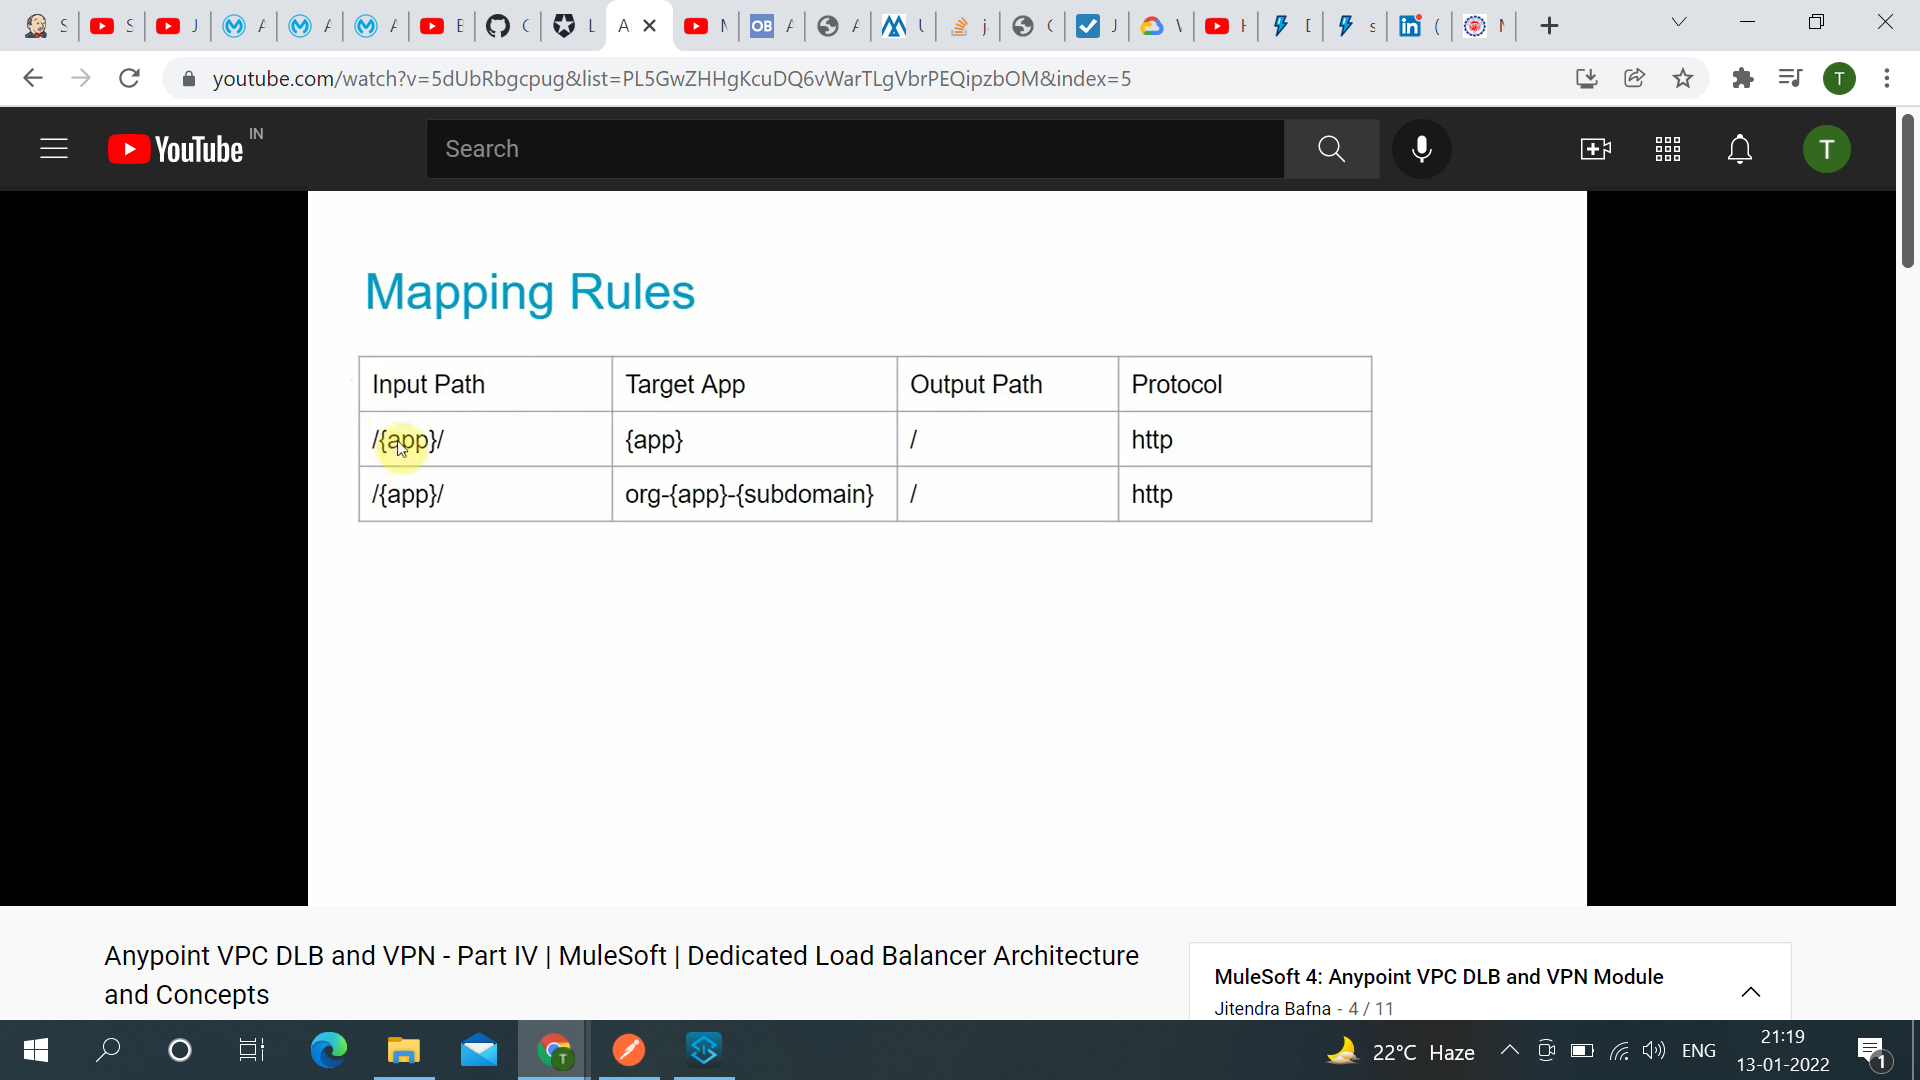 S
S
J
A
A
A
E
C
L
A
M
OB
A
A
U
j
C
J
V
H
D
s
in
(
M
youtube.com/watch?v=5dUbRbgcpug&list=PL5GwZHHgKcuDQ6vWarTLgVbrPEQipzbOM&index=5
T
YouTube IN
Search
T
Mapping Rules
Input Path Target App Output Path Protocol
/{app}/ {app} / http
/{app}/ org-{app}-{subdomain} / http
Anypoint VPC DLB and VPN - Part IV | MuleSoft | Dedicated Load Balancer Architecture
and Concepts
MuleSoft 4: Anypoint VPC DLB and VPN Module
Jitendra Bafna - 4 / 11
T
22°C Haze
ENG
21:19
13-01-2022
1